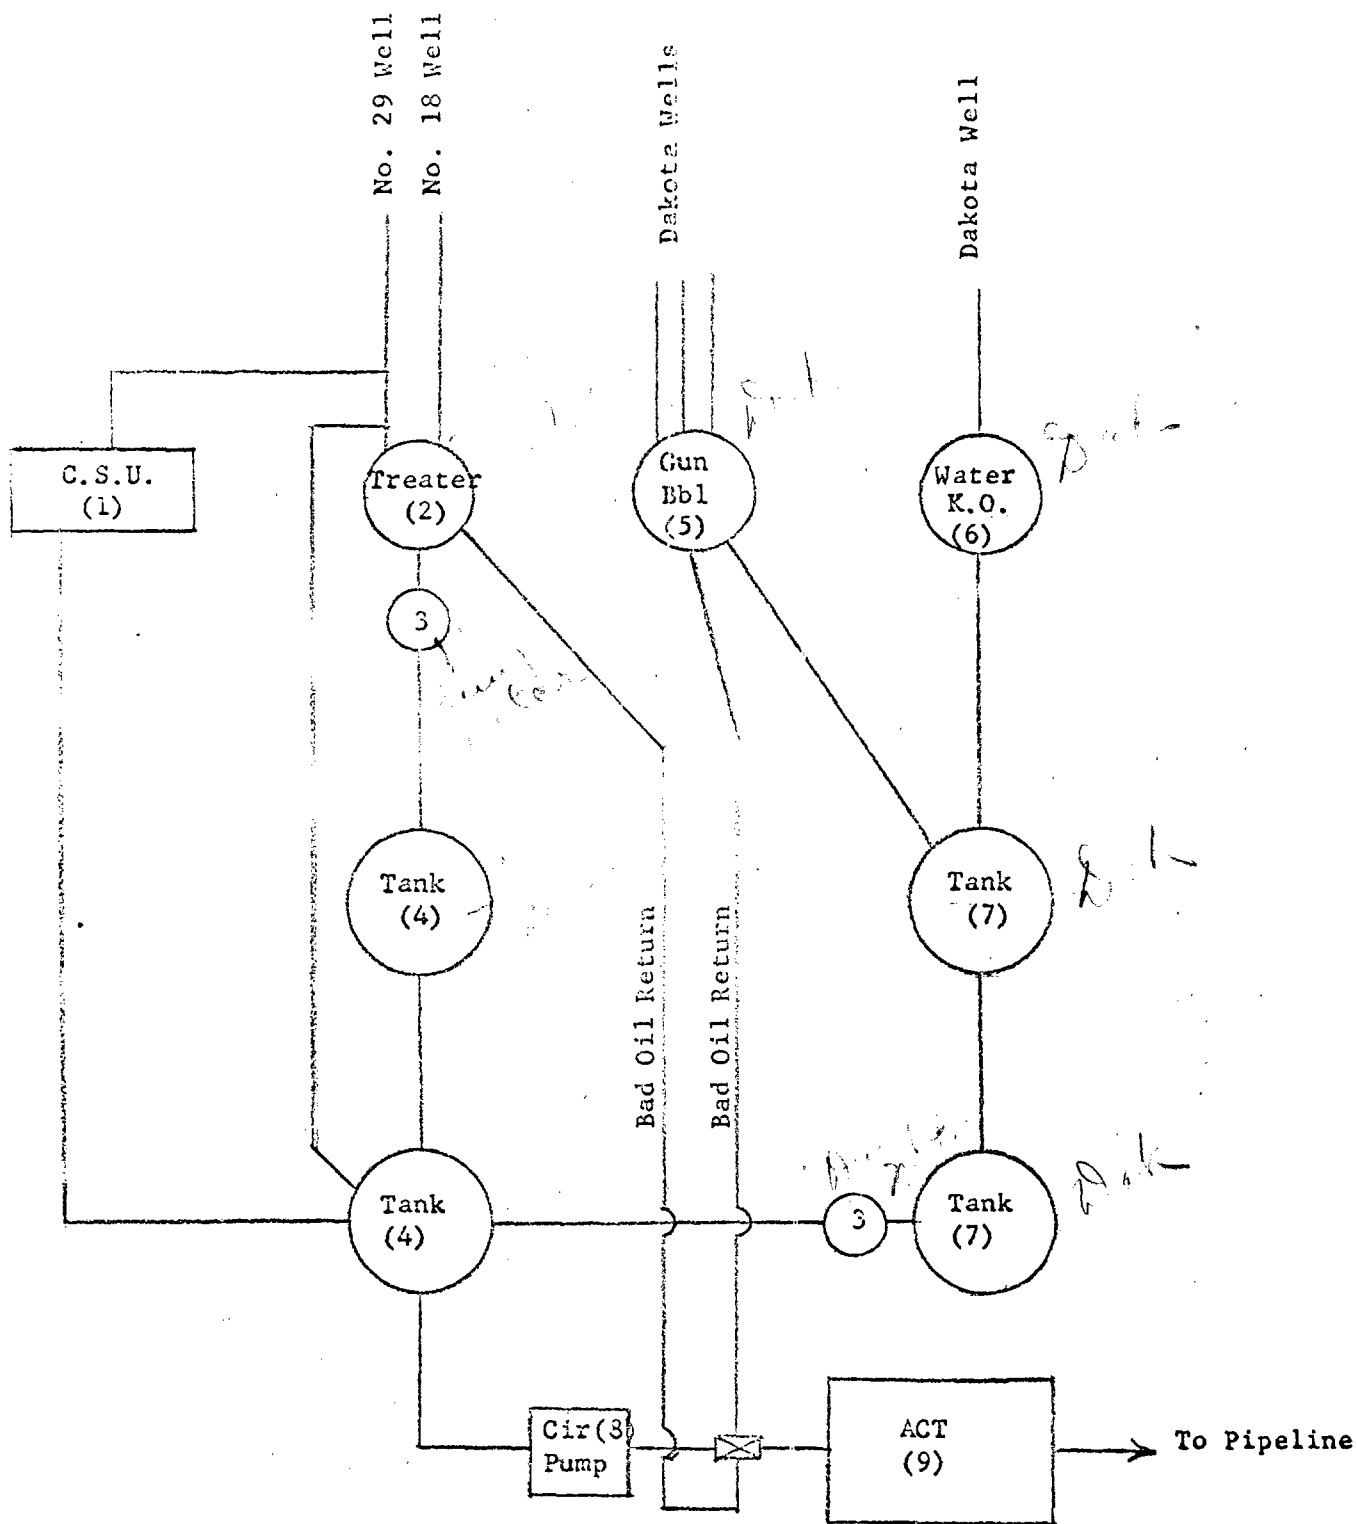 No. 29 Well
No. 18 Well
Dakota Wells
Dakota Well
C.S.U.
(1)
Treater
(2)
Gun
Bbl
(5)
Water
K.O.
(6)
3
Tank
(4)
Tank
(7)
Bad Oil Return
Bad Oil Return
Tank
(4)
3
Tank
(7)
Cir(8)
Pump
ACT
(9)
To Pipeline